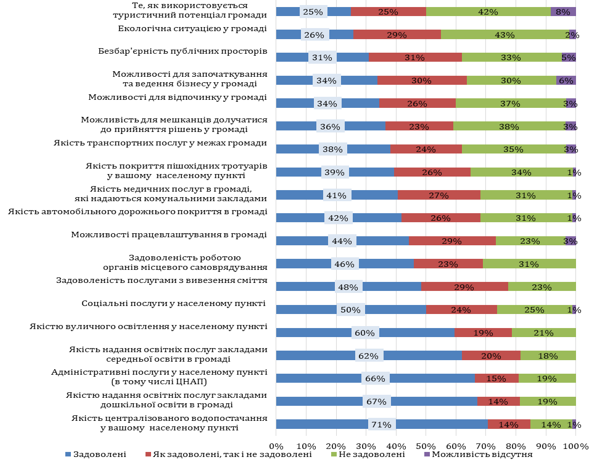 Те, як використовується
туристичний потенціал громади
25% 25% 42% 8%
Екологічна ситуацією у громаді
26% 29% 43% 2%
Безбар'єрність публічних просторів
31% 31% 33% 5%
Можливості для започаткування
та ведення бізнесу у громаді
34% 30% 30% 6%
Можливості для відпочинку у громаді
34% 26% 37% 3%
Можливість для мешканців долучатися
до прийняття рішень у громаді
36% 23% 38% 3%
Якість транспортних послуг у межах громади
38% 24% 35% 3%
Якість покриття пішохідних тротуарів
у вашому населеному пункті
39% 26% 34% 1%
Якість медичних послуг в громаді,
які надаються комунальними закладами
41% 27% 31% 1%
Якість автомобільного дорожнього покриття в громаді
42% 26% 31% 1%
Можливості працевлаштування в громаді
44% 29% 23% 3%
Задоволеність роботою
органів місцевого самоврядування
46% 23% 31%
Задоволеність послугами з вивезення сміття
48% 29% 23%
Соціальні послуги у населеному пункті
50% 24% 25% 1%
Якістю вуличного освітлення у населеному пункті
60% 19% 21%
Якість надання освітніх послуг закладами
середньої освіти в громаді
62% 20% 18%
Адміністративні послуги у населеному пункті
(в тому числі ЦНАП)
66% 15% 19%
Якістю надання освітніх послуг закладами
дошкільної освіти в громаді
67% 14% 19%
Якість централізованого водопостачання
у вашому населеному пункті
71% 14% 14% 1%
0% 10% 20% 30% 40% 50% 60% 70% 80% 90% 100%
Задоволені Як задоволені, так і не задоволені Не задоволені Можливість відсутня